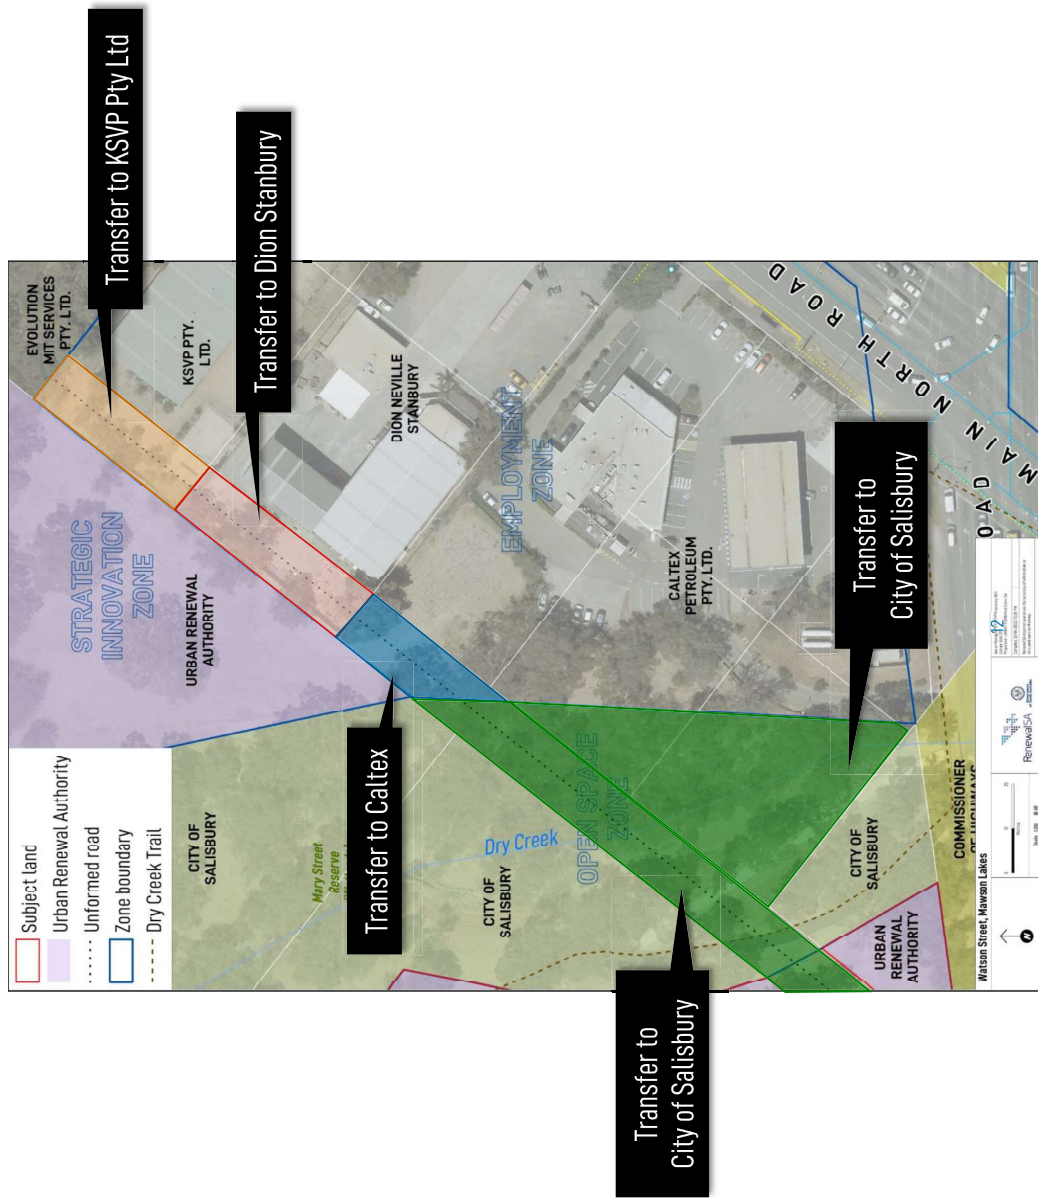 Transfer to KSVP Pty Ltd
Transfer to Dion Stanbury
Transfer to Caltex
Transfer to
City of Salisbury
Transfer to
City of Salisbury
Subject land
Urban Renewal Authority
Unformed road
Zone boundary
Dry Creek Trail
EVOLUTION
MIT SERVICES
PTY. LTD.
KSVP PTY.
LTD.
STRATEGIC
INNOVATION
ZONE
URBAN RENEWAL
AUTHORITY
DION NEVILLE
STANBURY
EMPLOYMENT
ZONE
CALTEX
PETROLEUM
PTY. LTD.
CITY OF
SALISBURY
Mary Street
Reserve
CITY OF
SALISBURY
Dry Creek
OPEN SPACE
ZONE
CITY OF
SALISBURY
URBAN
RENEWAL
AUTHORITY
COMMISSIONER
OF HIGHWAYS
MAIN NORTH ROAD
OAD
Watson Street, Mawson Lakes
N
RenewalSA
12